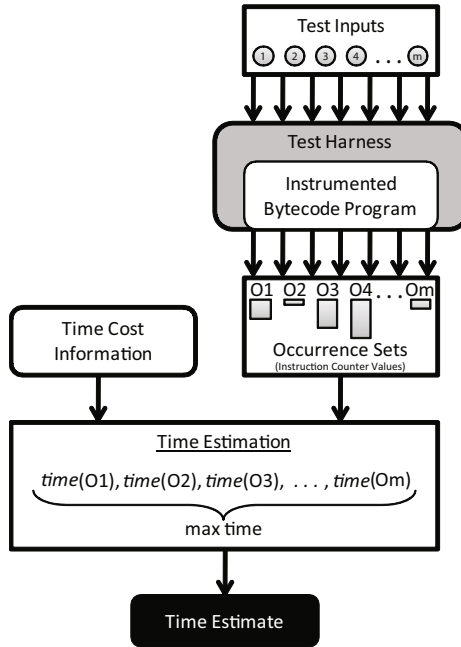 Test Inputs
1 2 3 4 ... m
Test Harness
Instrumented
Bytecode Program
O1 O2 O3 O4 ... Om
Occurrence Sets
(Instruction Counter Values)
Time Cost
Information
Time Estimation
time(O1), time(O2), time(O3), . . . , time(Om)
max time
Time Estimate